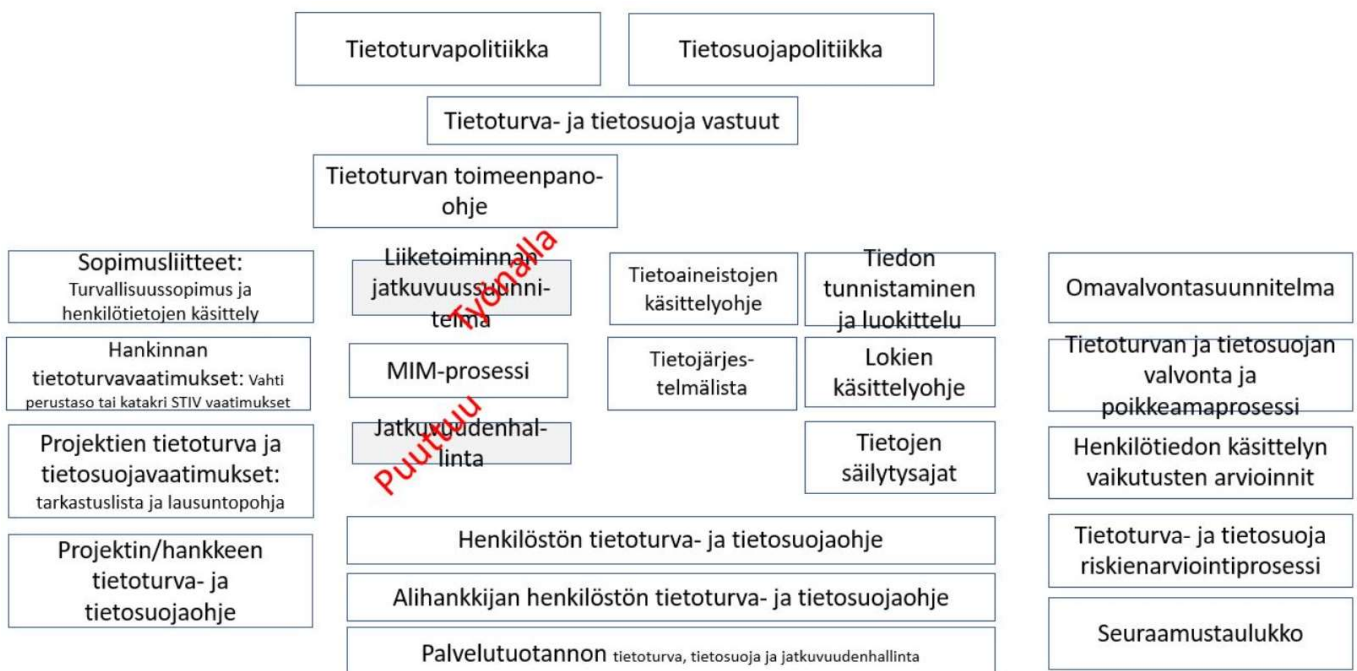 Tietoturvapolitiikka
Tietosuojapolitiikka
Tietoturva- ja tietosuoja vastuut
Tietoturvan toimeenpano-
ohje
Sopimusliitteet:
Turvallisuussopimus ja
henkilötietojen käsittely
Hankinnan
tietoturvavaatimukset: Vahti
perustaso tai katakri STIV vaatimukset
Projektien tietoturva ja
tietosuojavaatimukset:
tarkastuslista ja lausuntopohja
Projektin/hankkeen
tietoturva- ja
tietosuojaohje
Liiketoiminnan
jatkuvuussuunni-
telma
Työnalla
MIM-prosessi
Jatkuvuudenhal-
linta
Puuttuu
Tietoaineistojen
käsittelyohje
Tietojärjes-
telmälista
Tiedon
tunnistaminen
ja luokittelu
Lokien
käsittelyohje
Tietojen
säilytysajat
Henkilöstön tietoturva- ja tietosuojaohje
Alihankkijan henkilöstön tietoturva- ja tietosuojaohje
Palvelutuotannon tietoturva, tietosuoja ja jatkuvuudenhallinta
Omavalvontasuunnitelma
Tietoturvan ja tietosuojan
valvonta ja
poikkeamaprosessi
Henkilötiedon käsittelyn
vaikutusten arvioinnit
Tietoturva- ja tietosuoja
riskienarviointiprosessi
Seuraamustaulukko